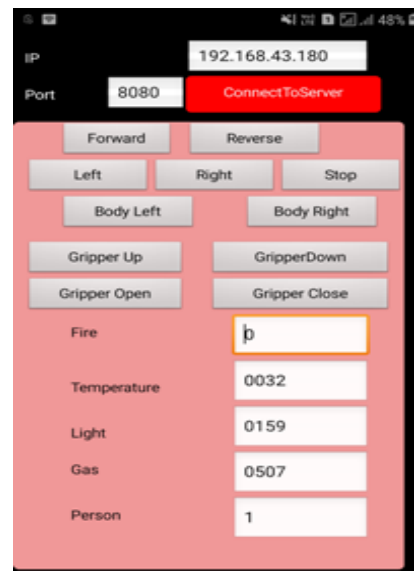 48%
IP 192.168.43.180
Port 8080 ConnectToServer
Forward Reverse
Left Right Stop
Body Left Body Right
Gripper Up GripperDown
Gripper Open Gripper Close
Fire 0
Temperature 0032
Light 0159
Gas 0507
Person 1